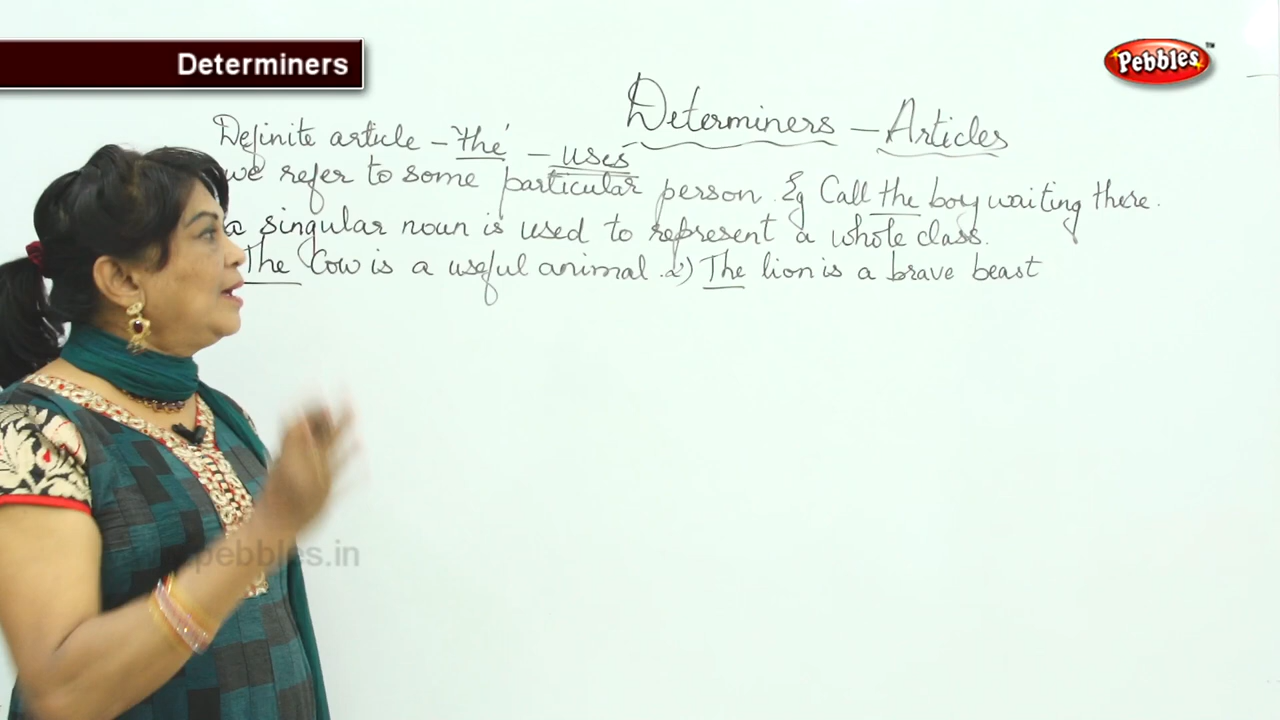 Determiners
Pebbles™
Determiners – Articles
Definite article – 'the' – uses
we refer to some particular person. Eg Call the boy waiting there.
a singular noun is used to represent a whole class.
The Cow is a useful animal. 2) The lion is a brave beast
pebbles.in